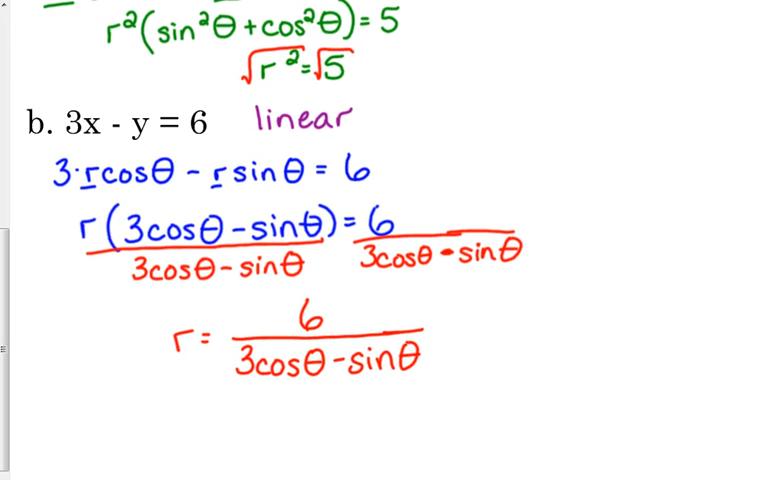 r²(sin²θ + cos²θ) = 5
√r² = √5
b. 3x - y = 6 linear
3·rcosθ - rsinθ = 6
r(3cosθ - sinθ) = 6
3cosθ - sinθ 3cosθ - sinθ
6
r =
3cosθ - sinθ